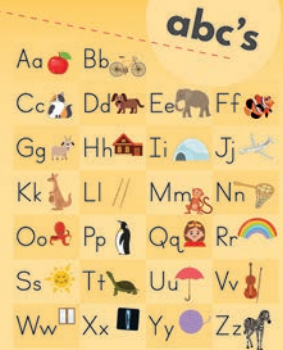 abc's
Aa Bb
Cc Dd Ee Ff
Gg Hh Ii Jj
Kk Ll Mm Nn
Oo Pp Qq Rr
Ss Tt Uu Vv
Ww Xx Yy Zz